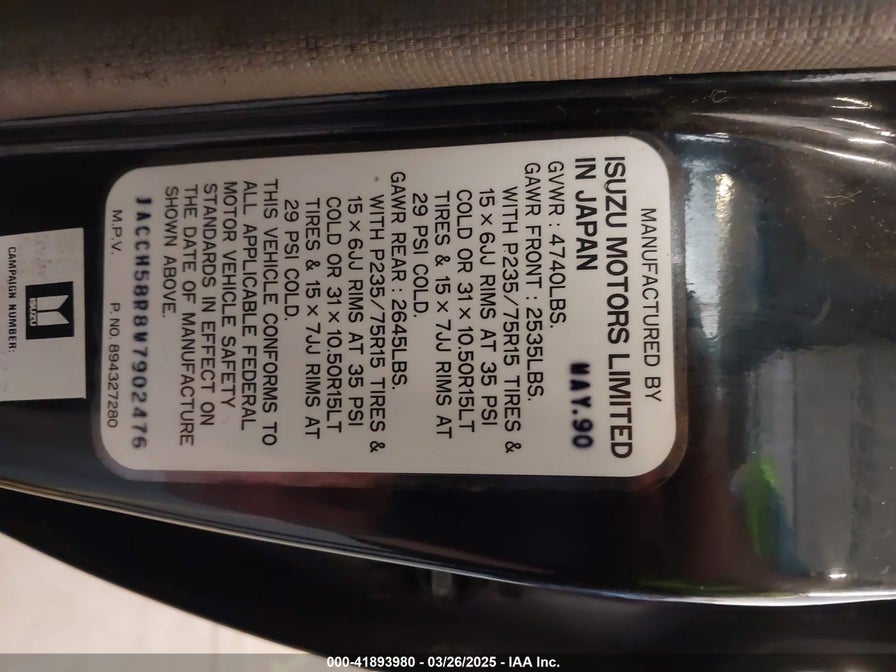 MANUFACTURED BY
ISUZU MOTORS LIMITED
IN JAPAN MAY.90
GVWR : 4740LBS.
GAWR FRONT : 2535LBS.
WITH P235/75R15 TIRES &
15 × 6JJ RIMS AT 35 PSI
COLD OR 31 × 10.50R15LT
TIRES & 15 × 7JJ RIMS AT
29 PSI COLD.
GAWR REAR : 2645LBS.
WITH P235/75R15 TIRES &
15 × 6JJ RIMS AT 35 PSI
COLD OR 31 × 10.50R15LT
TIRES & 15 × 7JJ RIMS AT
29 PSI COLD.
THIS VEHICLE CONFORMS TO
ALL APPLICABLE FEDERAL
MOTOR VEHICLE SAFETY
STANDARDS IN EFFECT ON
THE DATE OF MANUFACTURE
SHOWN ABOVE.
JACCH58R8M7902476
M.P.V. P. NO. 894327280
ISUZU
CAMPAIGN NUMBER:
000-41893980 - 03/26/2025 - IAA Inc.